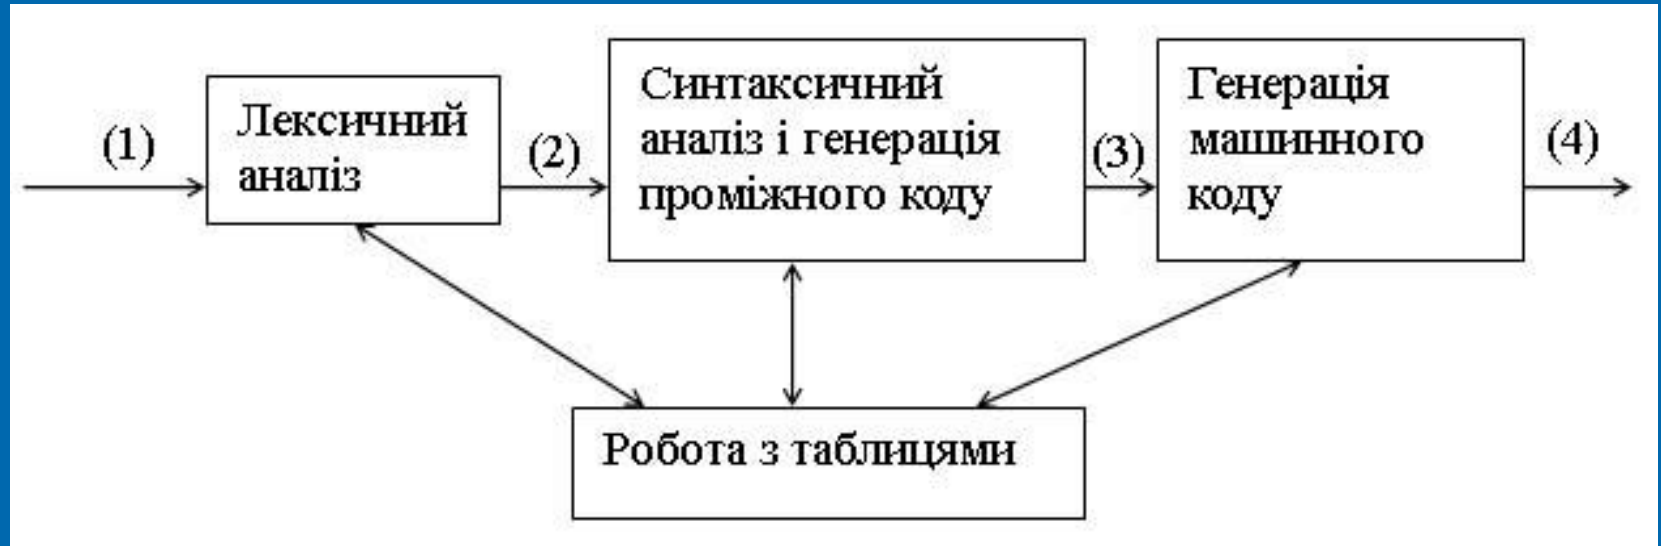 (1)
Лексичний
аналіз
(2)
Синтаксичний
аналіз і генерація
проміжного коду
(3)
Генерація
машинного
коду
(4)
Робота з таблицями